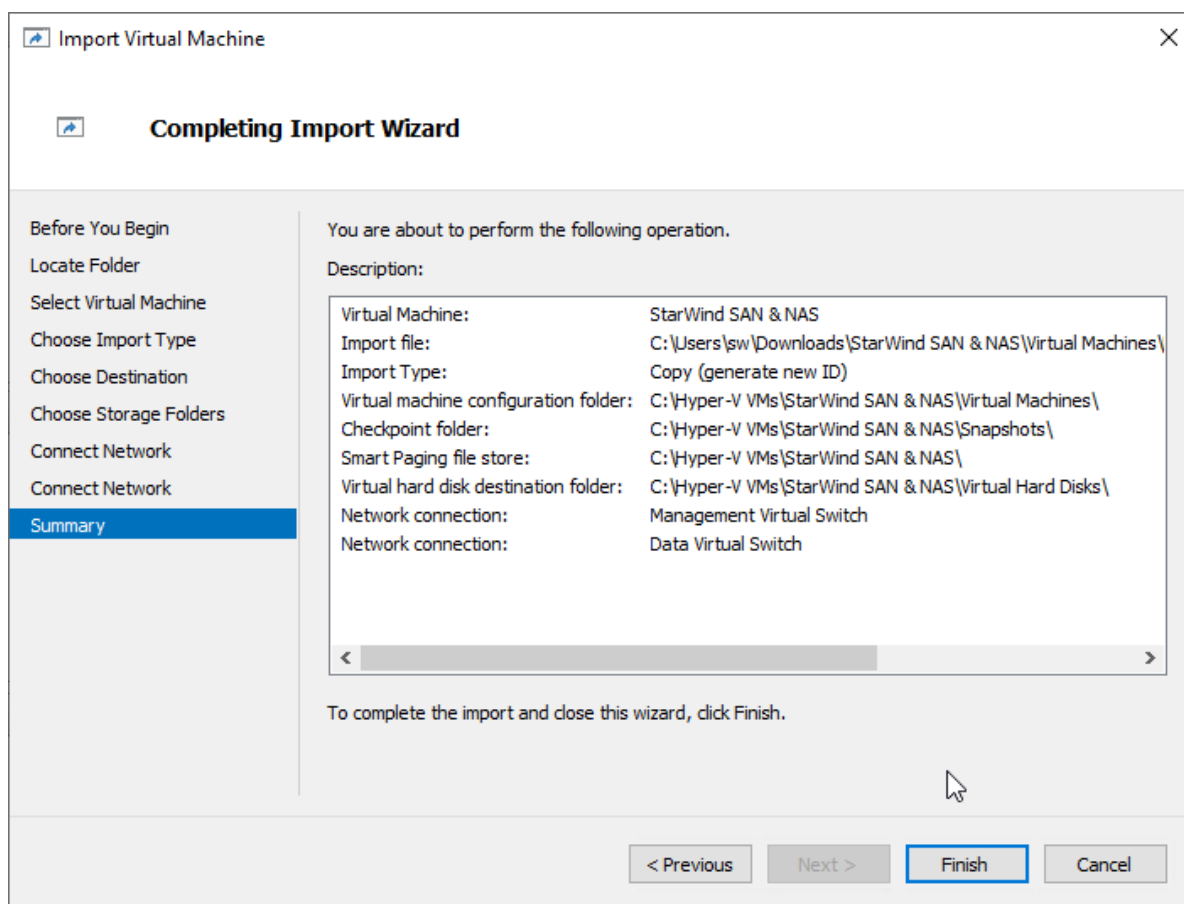 Import Virtual Machine
Completing Import Wizard
Before You Begin
Locate Folder
Select Virtual Machine
Choose Import Type
Choose Destination
Choose Storage Folders
Connect Network
Connect Network
Summary
You are about to perform the following operation.
Description:
Virtual Machine: StarWind SAN & NAS
Import file: C:\Users\sw\Downloads\StarWind SAN & NAS\Virtual Machines\
Import Type: Copy (generate new ID)
Virtual machine configuration folder: C:\Hyper-V VMs\StarWind SAN & NAS\Virtual Machines\
Checkpoint folder: C:\Hyper-V VMs\StarWind SAN & NAS\Snapshots\
Smart Paging file store: C:\Hyper-V VMs\StarWind SAN & NAS\
Virtual hard disk destination folder: C:\Hyper-V VMs\StarWind SAN & NAS\Virtual Hard Disks\
Network connection: Management Virtual Switch
Network connection: Data Virtual Switch
To complete the import and close this wizard, click Finish.
< Previous Next > Finish Cancel